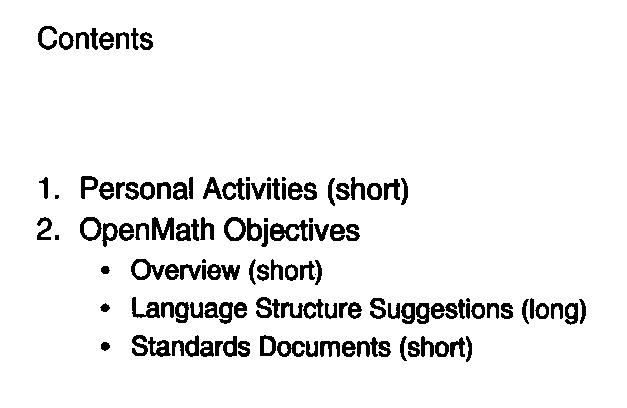 Contents
1. Personal Activities (short)
2. OpenMath Objectives
• Overview (short)
• Language Structure Suggestions (long)
• Standards Documents (short)